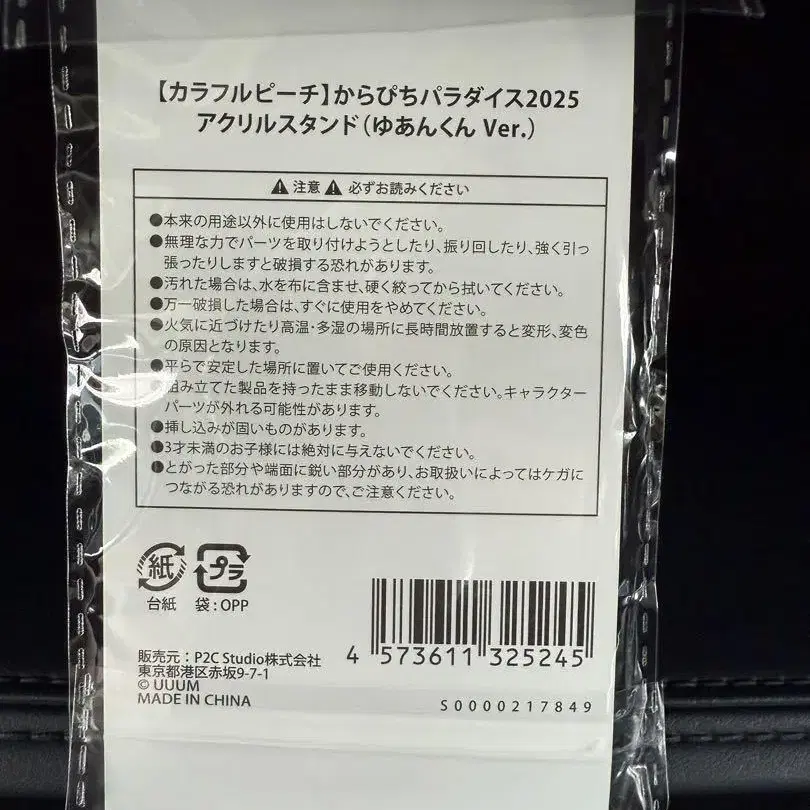 【カラフルピーチ】からぴちパラダイス2025
アクリルスタンド(ゆあんくん Ver.)
⚠ 注意 ⚠ 必ずお読みください
●本来の用途以外に使用はしないでください。
●無理な力でパーツを取り付けようとしたり、振り回したり、強く引っ
張ったりしますと破損する恐れがあります。
●汚れた場合は、水を布に含ませ、硬く絞ってから拭いてください。
●万一破損した場合は、すぐに使用をやめてください。
●火気に近づけたり高温・多湿の場所に長時間放置すると変形、変色
の原因となります。
●平らで安定した場所に置いてご使用ください。
●組み立てた製品を持ったまま移動しないでください。キャラクター
パーツが外れる可能性があります。
●挿し込みが固いものがあります。
●3才未満のお子様には絶対に与えないでください。
●とがった部分や端面に鋭い部分があり、お取扱いによってはケガに
つながる恐れがありますので、ご注意ください。
紙 プラ
台紙 袋:OPP
販売元:P2C Studio株式会社
東京都港区赤坂9-7-1
© UUUM
MADE IN CHINA
4 573611 325245
S0000217849